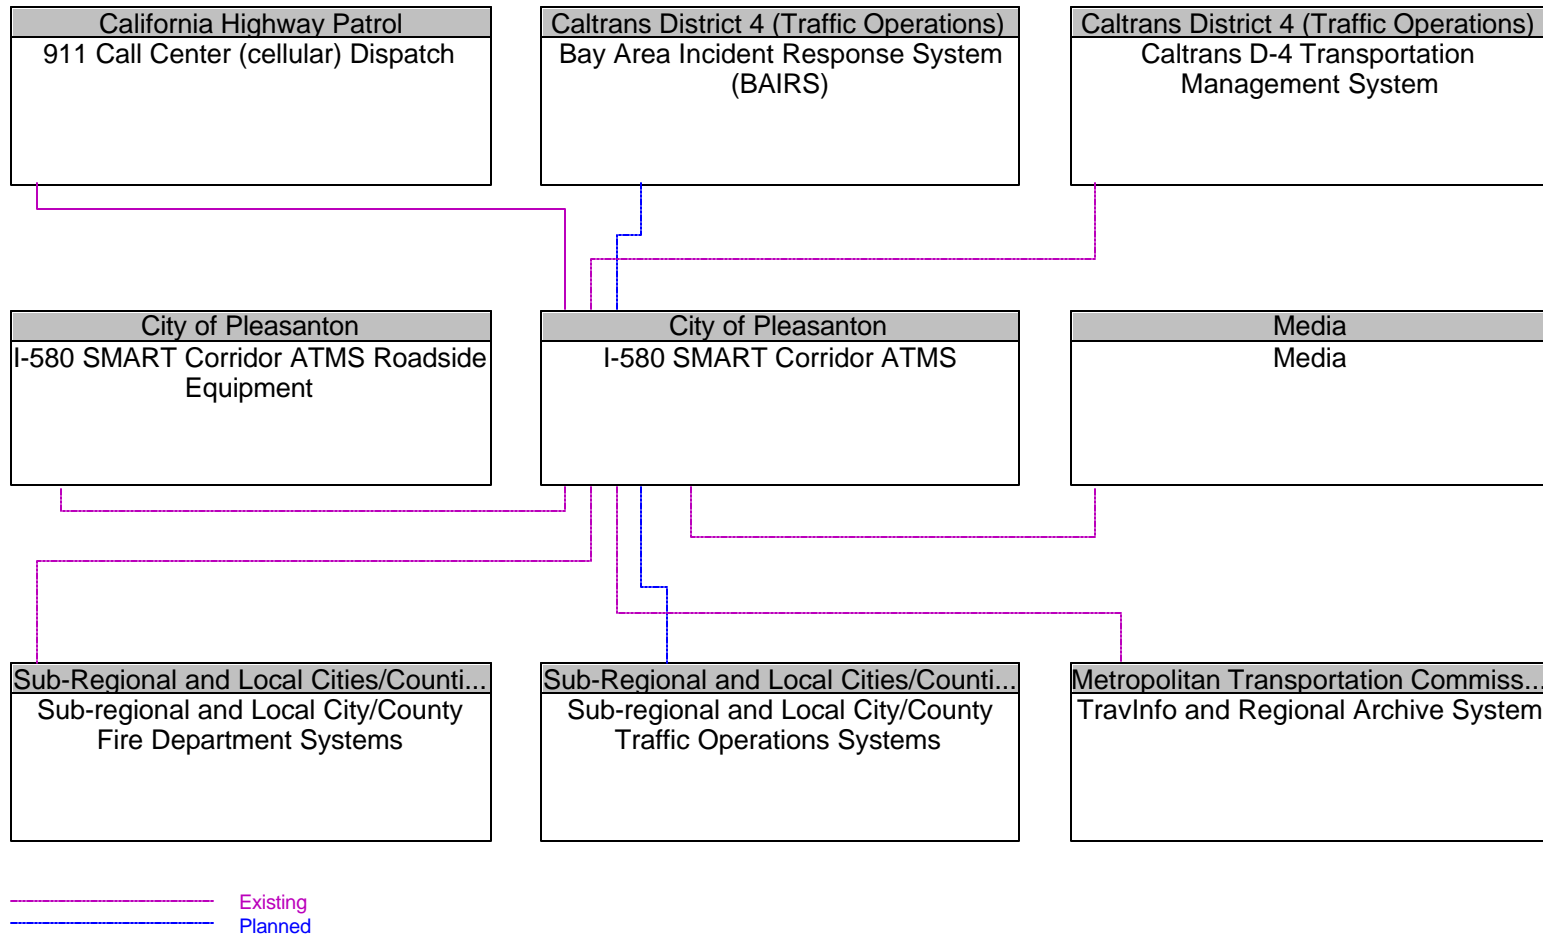 California Highway Patrol
911 Call Center (cellular) Dispatch
Caltrans District 4 (Traffic Operations)
Bay Area Incident Response System
(BAIRS)
Caltrans District 4 (Traffic Operations)
Caltrans D-4 Transportation
Management System
City of Pleasanton
I-580 SMART Corridor ATMS Roadside
Equipment
City of Pleasanton
I-580 SMART Corridor ATMS
Media
Media
Sub-Regional and Local Cities/Counti...
Sub-regional and Local City/County
Fire Department Systems
Sub-Regional and Local Cities/Counti...
Sub-regional and Local City/County
Traffic Operations Systems
Metropolitan Transportation Commiss...
TravInfo and Regional Archive System
Existing
Planned